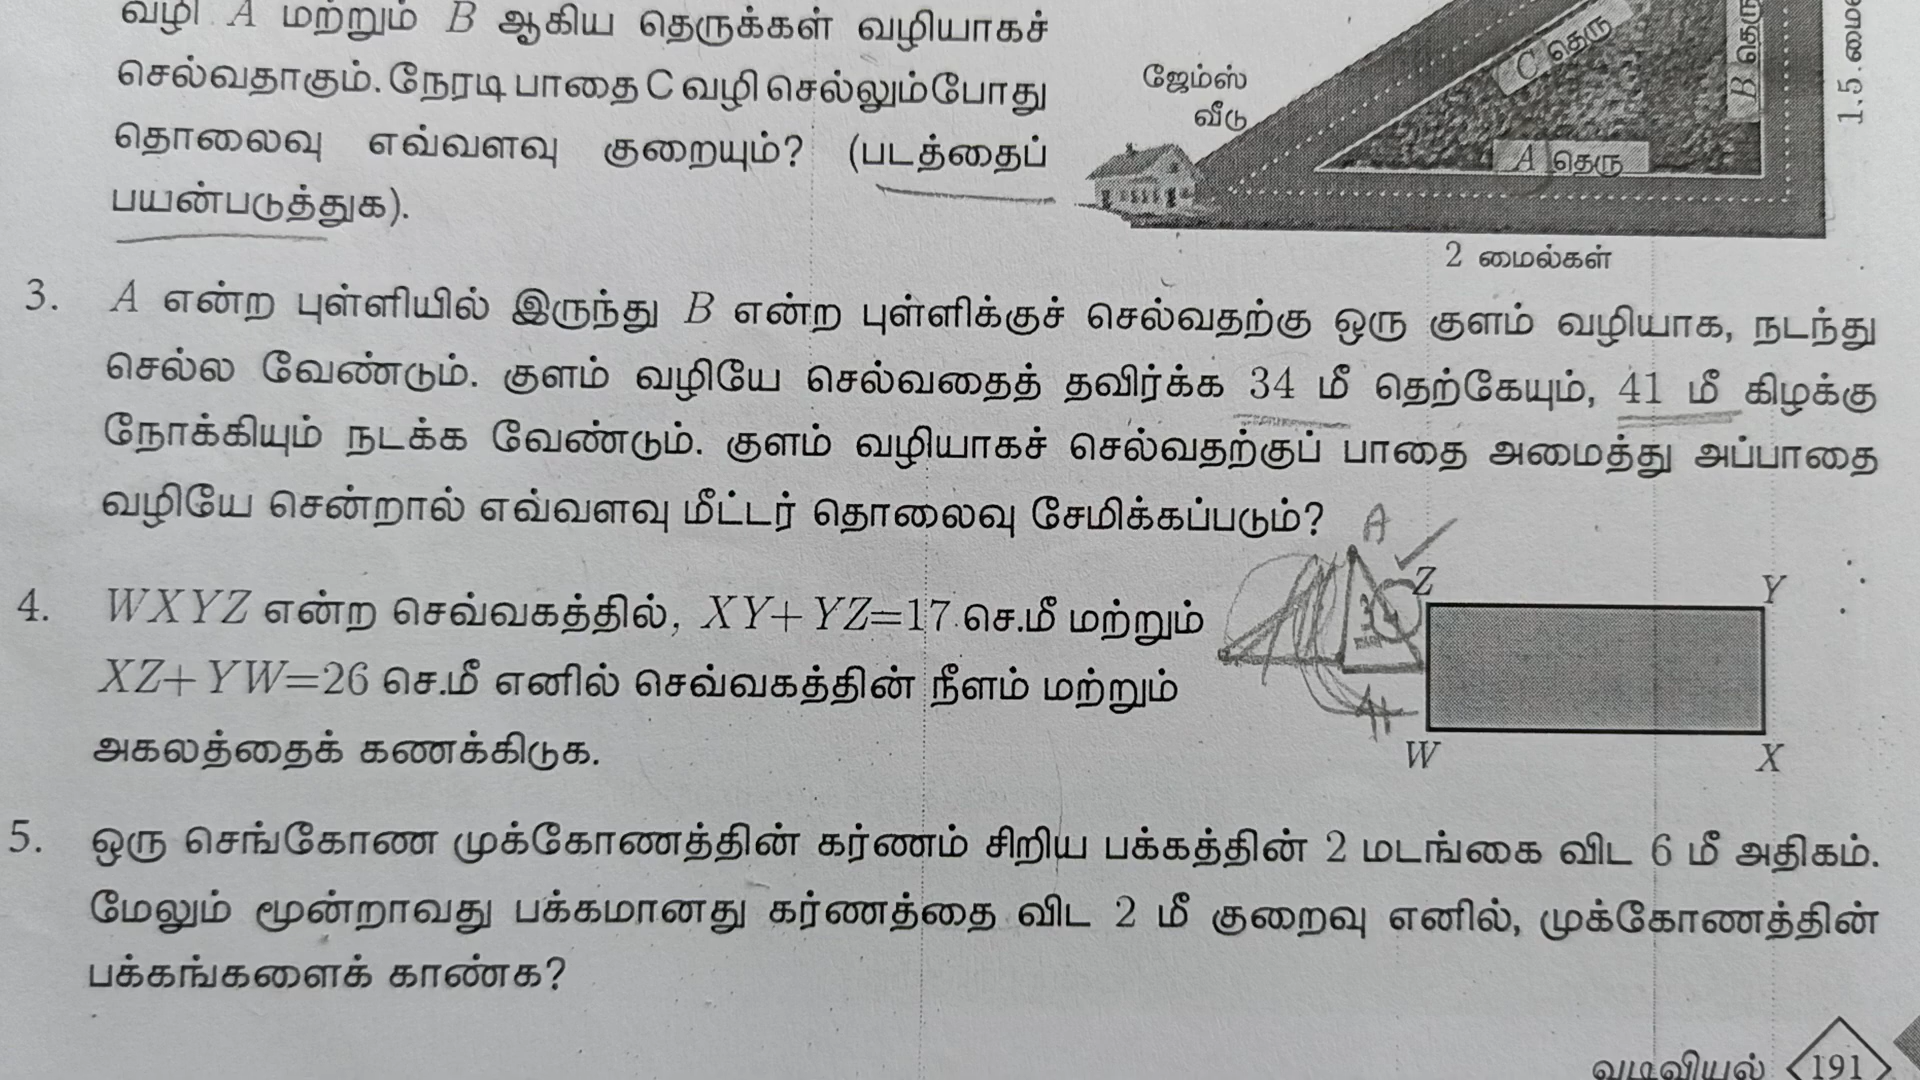 வழி A மற்றும் B ஆகிய தெருக்கள் வழியாகச்
செல்வதாகும். நேரடி பாதை C வழி செல்லும்போது
தொலைவு எவ்வளவு குறையும்? (படத்தைப்
பயன்படுத்துக).
ஜேம்ஸ்
வீடு
C தெரு
B தெரு
A தெரு
1.5
2 மைல்கள்
3. A என்ற புள்ளியில் இருந்து B என்ற புள்ளிக்குச் செல்வதற்கு ஒரு குளம் வழியாக, நடந்து
செல்ல வேண்டும். குளம் வழியே செல்வதைத் தவிர்க்க 34 மீ தெற்கேயும், 41 மீ கிழக்கு
நோக்கியும் நடக்க வேண்டும். குளம் வழியாகச் செல்வதற்குப் பாதை அமைத்து அப்பாதை
வழியே சென்றால் எவ்வளவு மீட்டர் தொலைவு சேமிக்கப்படும்?
A
4. WXYZ என்ற செவ்வகத்தில், XY+YZ=17 செ.மீ மற்றும்
XZ+YW=26 செ.மீ எனில் செவ்வகத்தின் நீளம் மற்றும்
அகலத்தைக் கணக்கிடுக.
Z
Y
41
W
X
5. ஒரு செங்கோண முக்கோணத்தின் கர்ணம் சிறிய பக்கத்தின் 2 மடங்கை விட 6 மீ அதிகம்.
மேலும் மூன்றாவது பக்கமானது கர்ணத்தை விட 2 மீ குறைவு எனில், முக்கோணத்தின்
பக்கங்களைக் காண்க?
வடிவியல் 191